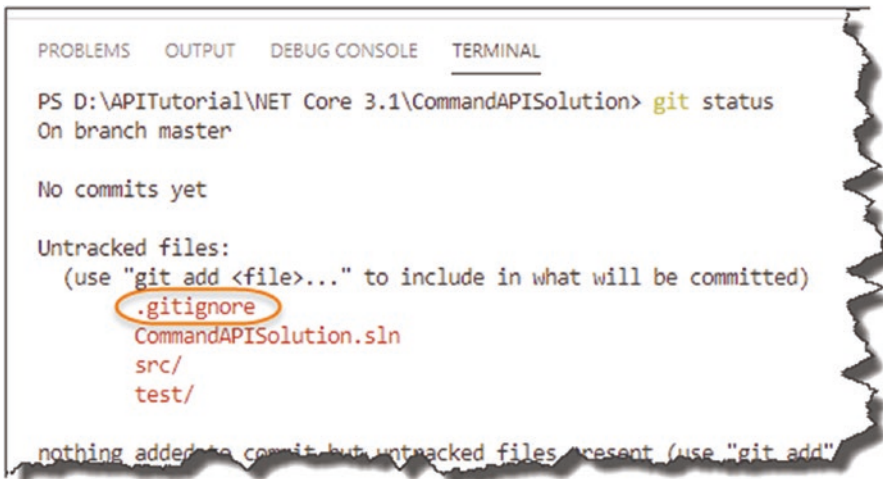 PROBLEMS OUTPUT DEBUG CONSOLE TERMINAL
PS D:\APITutorial\NET Core 3.1\CommandAPISolution> git status
On branch master
No commits yet
Untracked files:
(use "git add <file>..." to include in what will be committed)
.gitignore
CommandAPISolution.sln
src/
test/
nothing added to commit but untracked files present (use "git add"